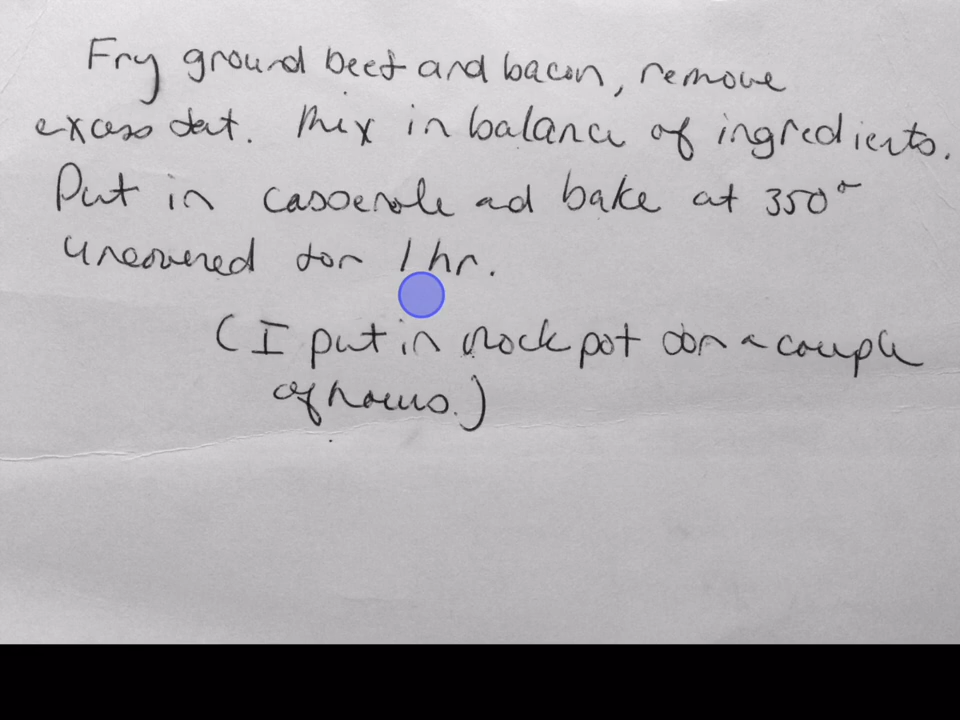 Fry ground beef and bacon, remove
excess fat. Mix in balance of ingredients.
Put in casserole ad bake at 350°
uncovered for 1 hr.
(I put in crock pot for a couple
of hours.)